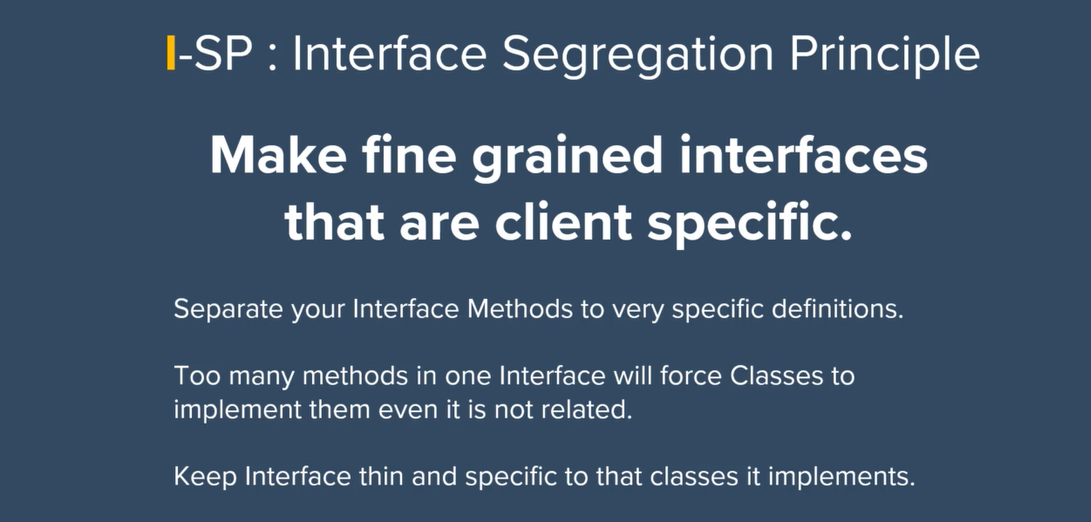 I-SP : Interface Segregation Principle
Make fine grained interfaces
that are client specific.
Separate your Interface Methods to very specific definitions.
Too many methods in one Interface will force Classes to
implement them even it is not related.
Keep Interface thin and specific to that classes it implements.